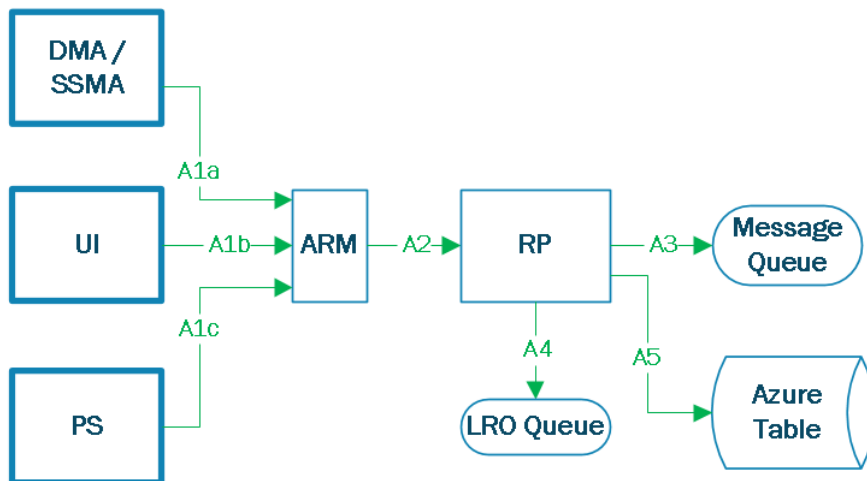 DMA /
SSMA
A1a
UI
A1b
ARM
A2
RP
A3
Message
Queue
A1c
A4
A5
PS
LRO Queue
Azure
Table